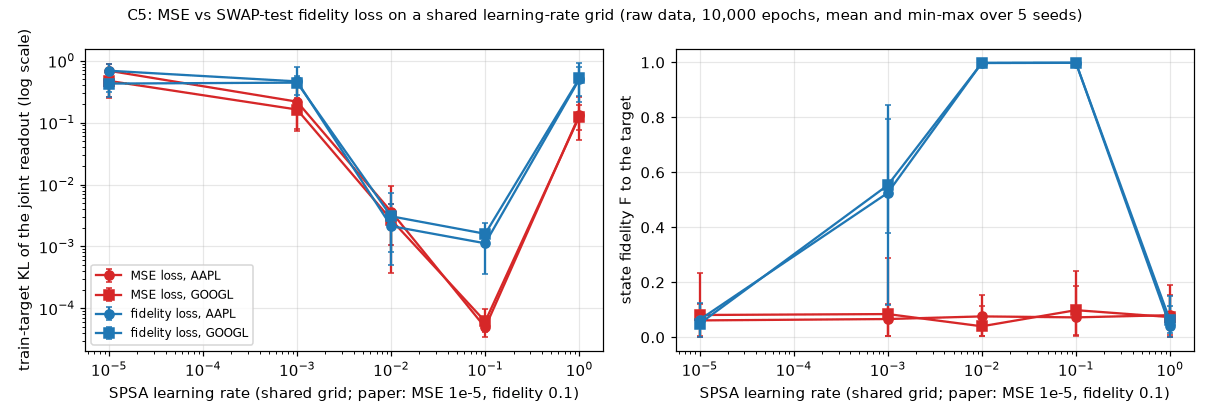 C5: MSE vs SWAP-test fidelity loss on a shared learning-rate grid (raw data, 10,000 epochs, mean and min-max over 5 seeds)
train-target KL of the joint readout (log scale)
10⁰
10⁻¹
10⁻²
10⁻³
10⁻⁴
MSE loss, AAPL
MSE loss, GOOGL
fidelity loss, AAPL
fidelity loss, GOOGL
10⁻⁵ 10⁻⁴ 10⁻³ 10⁻² 10⁻¹ 10⁰
SPSA learning rate (shared grid; paper: MSE 1e-5, fidelity 0.1)
state fidelity F to the target
1.0
0.8
0.6
0.4
0.2
0.0
10⁻⁵ 10⁻⁴ 10⁻³ 10⁻² 10⁻¹ 10⁰
SPSA learning rate (shared grid; paper: MSE 1e-5, fidelity 0.1)